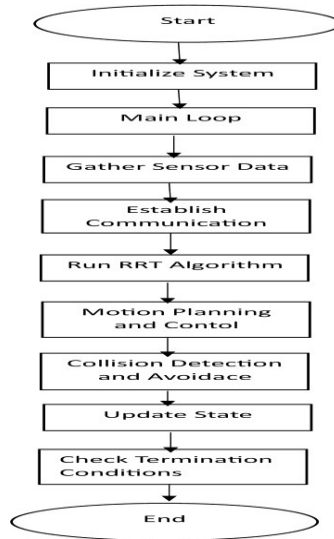 Start
Initialize System
Main Loop
Gather Sensor Data
Establish
Communication
Run RRT Algorithm
Motion Planning
and Contol
Collision Detection
and Avoidace
Update State
Check Termination
Conditions
End